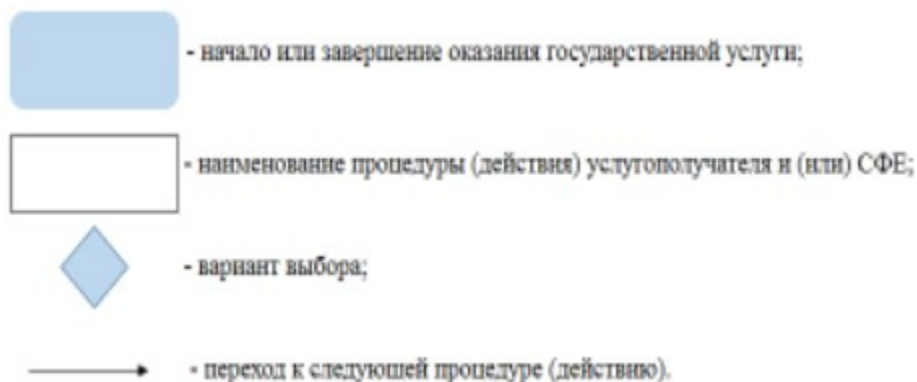 - начало или завершение оказания государственной услуги;
- наименование процедуры (действия) услугополучателя и (или) СФЕ;
- вариант выбора;
- переход к следующей процедуре (действию).